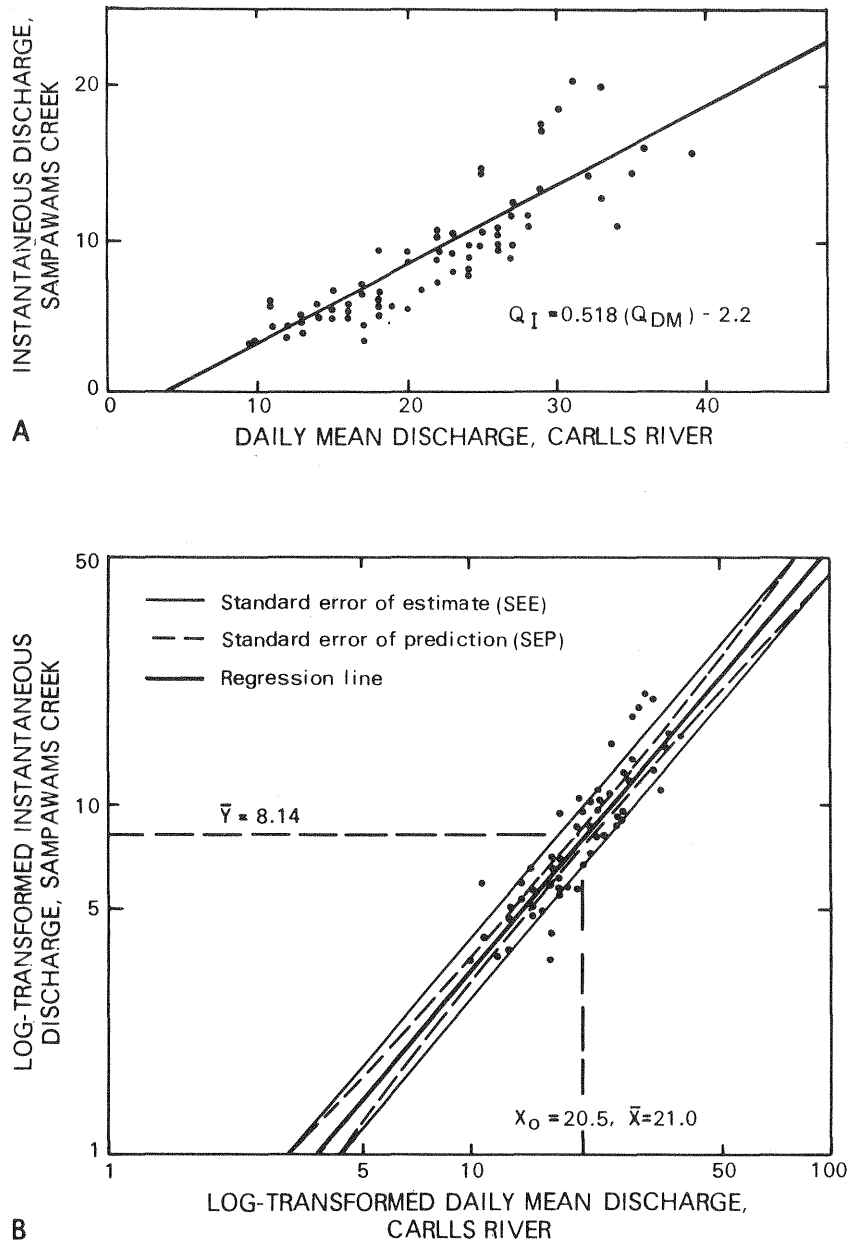 INSTANTANEOUS DISCHARGE,
SAMPAWAMS CREEK
20
10
0
Q I = 0.518 (Q DM) - 2.2
0 10 20 30 40
DAILY MEAN DISCHARGE, CARLLS RIVER
A
LOG-TRANSFORMED INSTANTANEOUS
DISCHARGE, SAMPAWAMS CREEK
50
10
5
1
Standard error of estimate (SEE)
Standard error of prediction (SEP)
Regression line
Y̅ = 8.14
X₀ = 20.5, X̅=21.0
1 5 10 50 100
LOG-TRANSFORMED DAILY MEAN DISCHARGE,
CARLLS RIVER
B